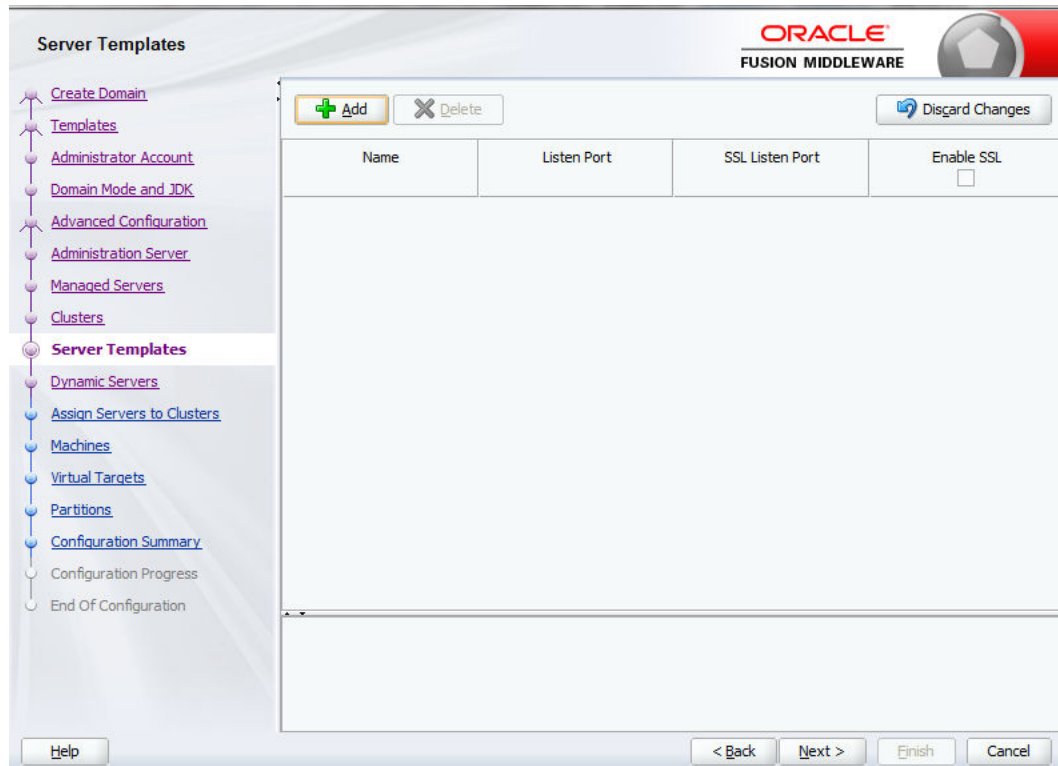 Server Templates
ORACLE
FUSION MIDDLEWARE
Create Domain
Templates
Administrator Account
Domain Mode and JDK
Advanced Configuration
Administration Server
Managed Servers
Clusters
Server Templates
Dynamic Servers
Assign Servers to Clusters
Machines
Virtual Targets
Partitions
Configuration Summary
Configuration Progress
End Of Configuration
Add Delete Discard Changes
Name Listen Port SSL Listen Port Enable SSL
Help < Back Next > Finish Cancel